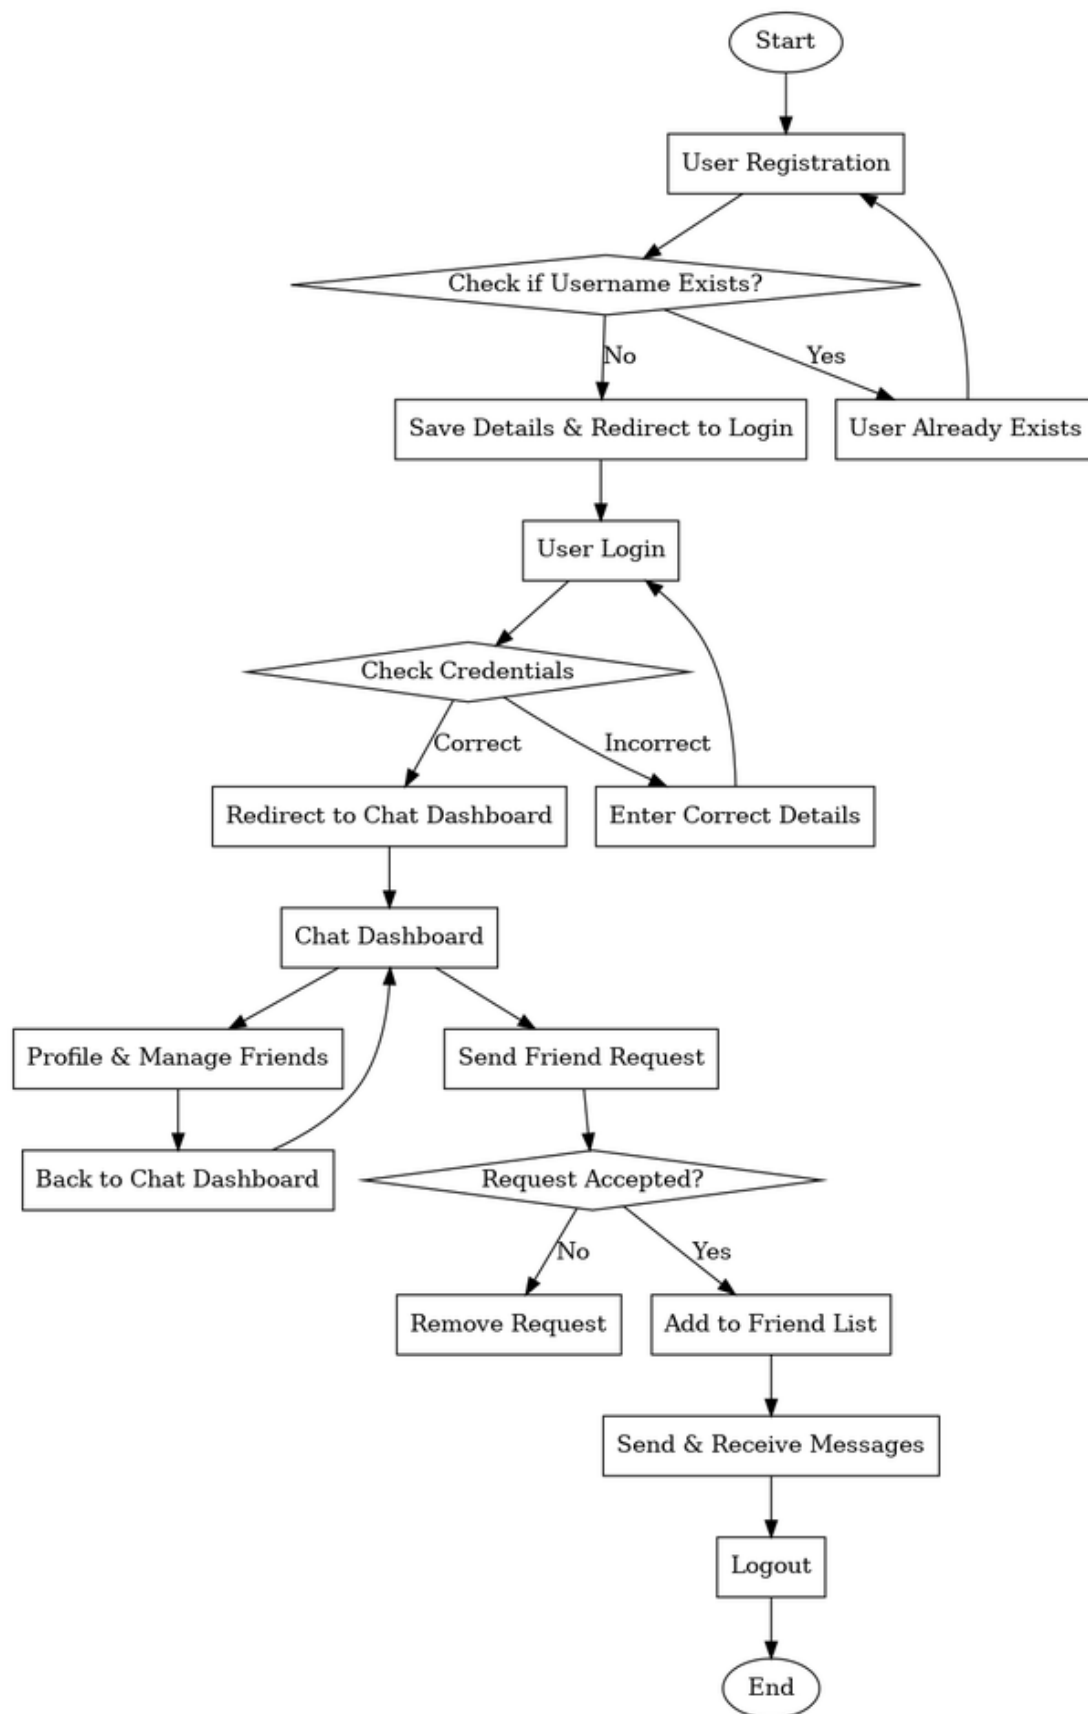 Start
User Registration
Check if Username Exists?
No
Yes
Save Details & Redirect to Login
User Already Exists
User Login
Check Credentials
Correct
Incorrect
Redirect to Chat Dashboard
Enter Correct Details
Chat Dashboard
Profile & Manage Friends
Send Friend Request
Back to Chat Dashboard
Request Accepted?
No
Yes
Remove Request
Add to Friend List
Send & Receive Messages
Logout
End